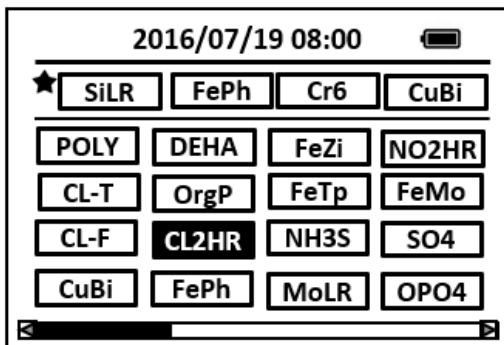 2016/07/19 08:00
SiLR FePh Cr6 CuBi
POLY DEHA FeZi NO2HR
CL-T OrgP FeTp FeMo
CL-F CL2HR NH3S SO4
CuBi FePh MoLR OPO4